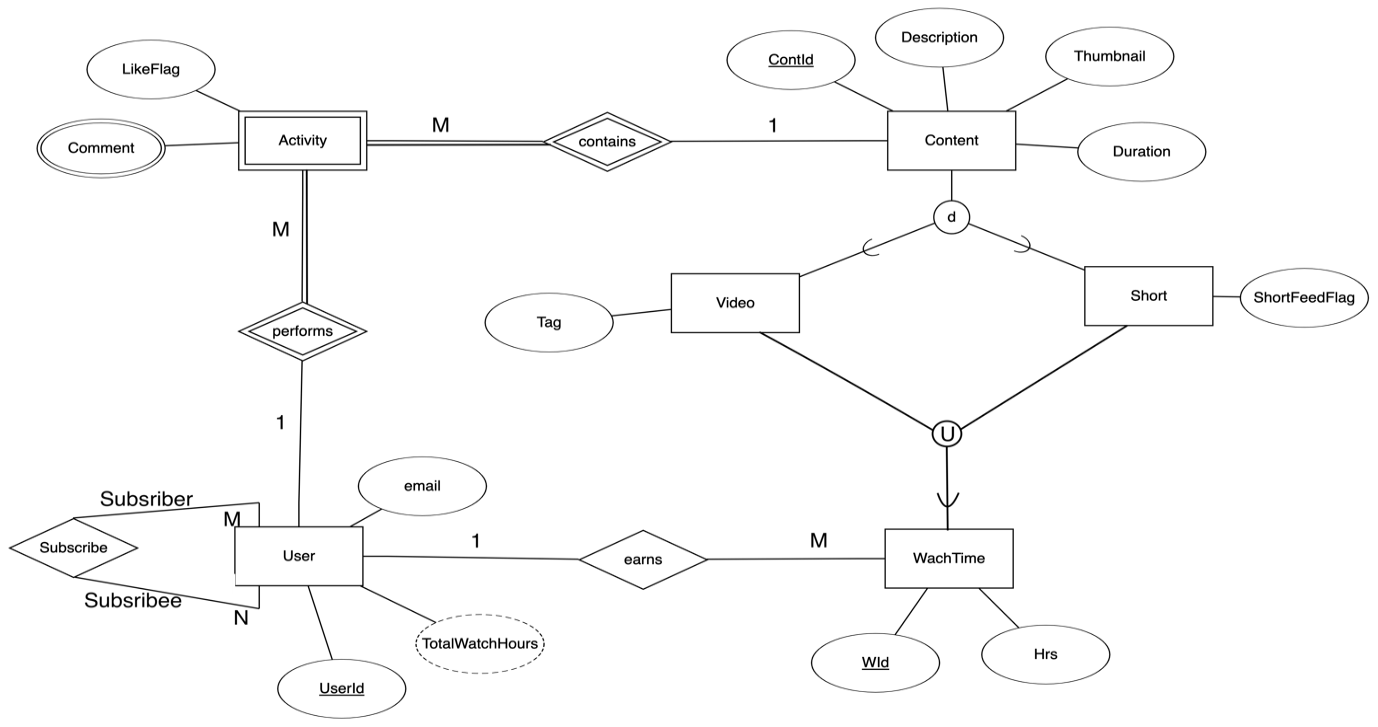 Description
ContId
Thumbnail
LikeFlag
M
1
Activity
contains
Content
Comment
Duration
d
M
Video
Short
ShortFeedFlag
Tag
performs
1
U
email
Subsriber
M
Subscribe
User
1
earns
M
WachTime
Subsribee
N
TotalWatchHours
WId
Hrs
UserId